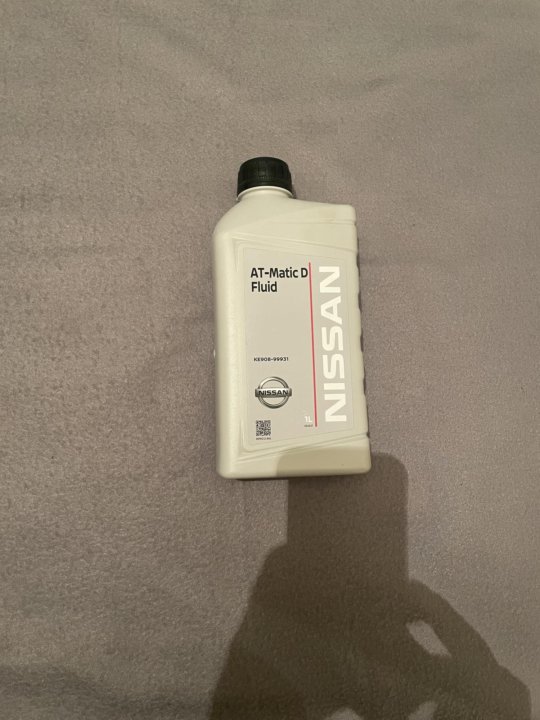 AT-Matic D
Fluid
NISSAN
KE908-99931
NISSAN
1L